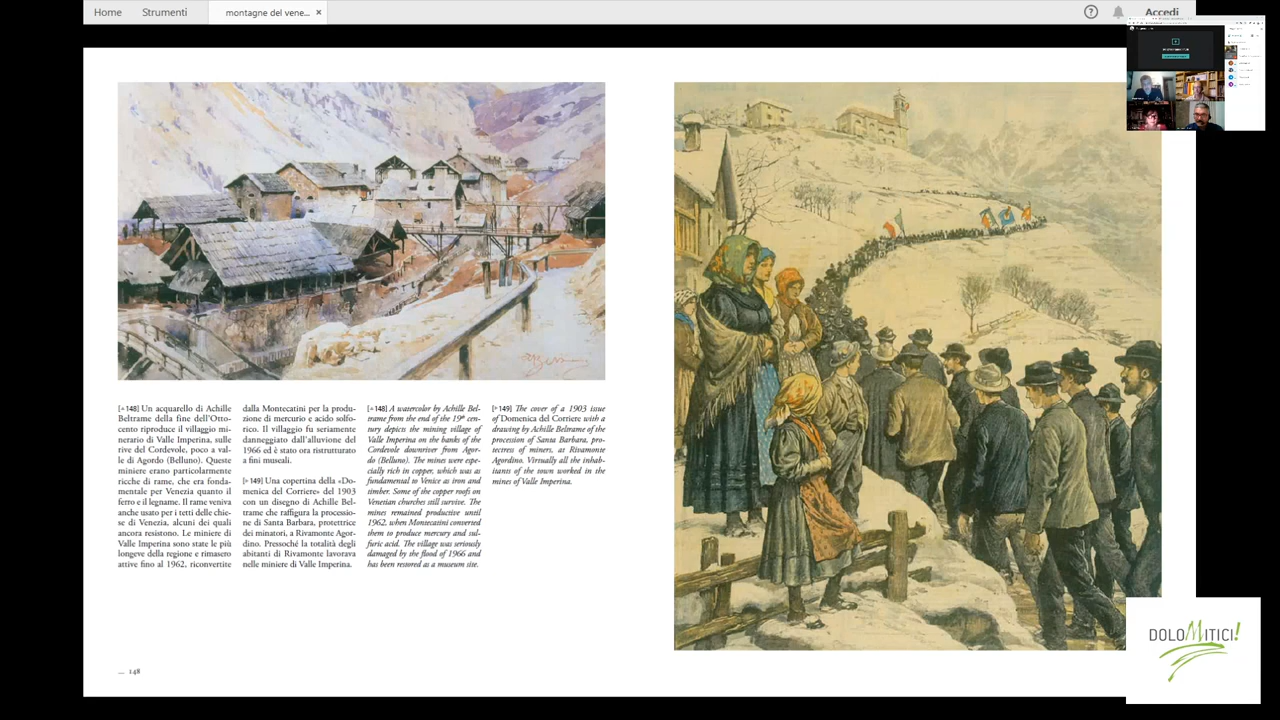 Home
Strumenti
montagne del vene... ×
Accedi
[▫148] Un acquarello di Achille
Beltrame della fine dell'Otto-
cento riproduce il villaggio mi-
nerario di Valle Imperina, sulle
rive del Cordevole, poco a val-
le di Agordo (Belluno). Queste
miniere erano particolarmente
ricche di rame, che era fonda-
mentale per Venezia quanto il
ferro e il legname. Il rame veniva
anche usato per i tetti delle chie-
se di Venezia, alcuni dei quali
ancora resistono. Le miniere di
Valle Imperina sono state le più
longeve della regione e rimasero
attive fino al 1962, riconvertite
dalla Montecatini per la produ-
zione di mercurio e acido solfo-
rico. Il villaggio fu seriamente
danneggiato dall'alluvione del
1966 ed è stato ora ristrutturato
a fini museali.
[▹149] Una copertina della «Do-
menica del Corriere» del 1903
con un disegno di Achille Bel-
trame che raffigura la processio-
ne di Santa Barbara, protettrice
dei minatori, a Rivamonte Agor-
dino. Pressoché la totalità degli
abitanti di Rivamonte lavorava
nelle miniere di Valle Imperina.
[▫148] A watercolor by Achille Bel-
trame from the end of the 19th cen-
tury depicts the mining village of
Valle Imperina on the banks of the
Cordevole downriver from Agor-
do (Belluno). The mines were espe-
cially rich in copper, which was as
fundamental to Venice as iron and
timber. Some of the copper roofs on
Venetian churches still survive. The
mines remained productive until
1962, when Montecatini converted
them to produce mercury and sul-
furic acid. The village was seriously
damaged by the flood of 1966 and
has been restored as a museum site.
[▹149] The cover of a 1903 issue
of Domenica del Corriere with a
drawing by Achille Beltrame of the
procession of Santa Barbara, pro-
tectress of miners, at Rivamonte
Agordino. Virtually all the inhab-
itants of the town worked in the
mines of Valle Imperina.
148
DOLOMITICI!